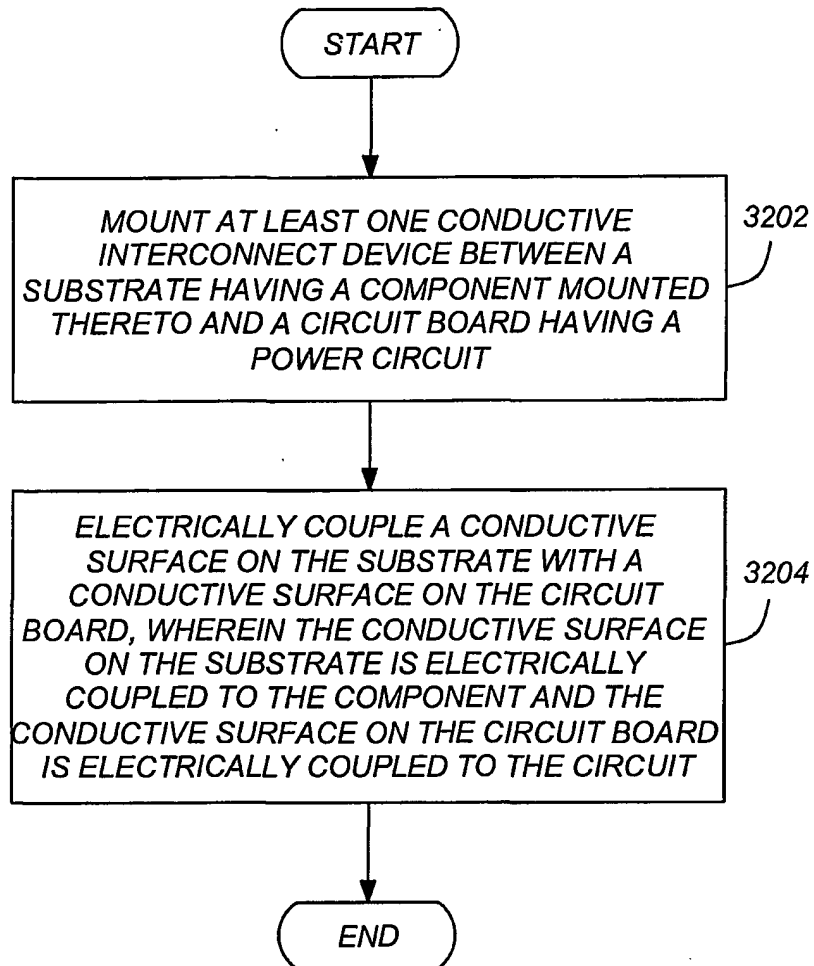 START
MOUNT AT LEAST ONE CONDUCTIVE
INTERCONNECT DEVICE BETWEEN A
SUBSTRATE HAVING A COMPONENT MOUNTED
THERETO AND A CIRCUIT BOARD HAVING A
POWER CIRCUIT
3202
ELECTRICALLY COUPLE A CONDUCTIVE
SURFACE ON THE SUBSTRATE WITH A
CONDUCTIVE SURFACE ON THE CIRCUIT
BOARD, WHEREIN THE CONDUCTIVE SURFACE
ON THE SUBSTRATE IS ELECTRICALLY
COUPLED TO THE COMPONENT AND THE
CONDUCTIVE SURFACE ON THE CIRCUIT BOARD
IS ELECTRICALLY COUPLED TO THE CIRCUIT
3204
END